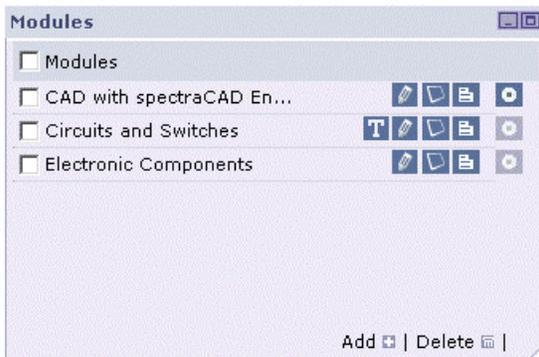 Modules
Modules
CAD with spectraCAD En...
Circuits and Switches T
Electronic Components
Add | Delete |